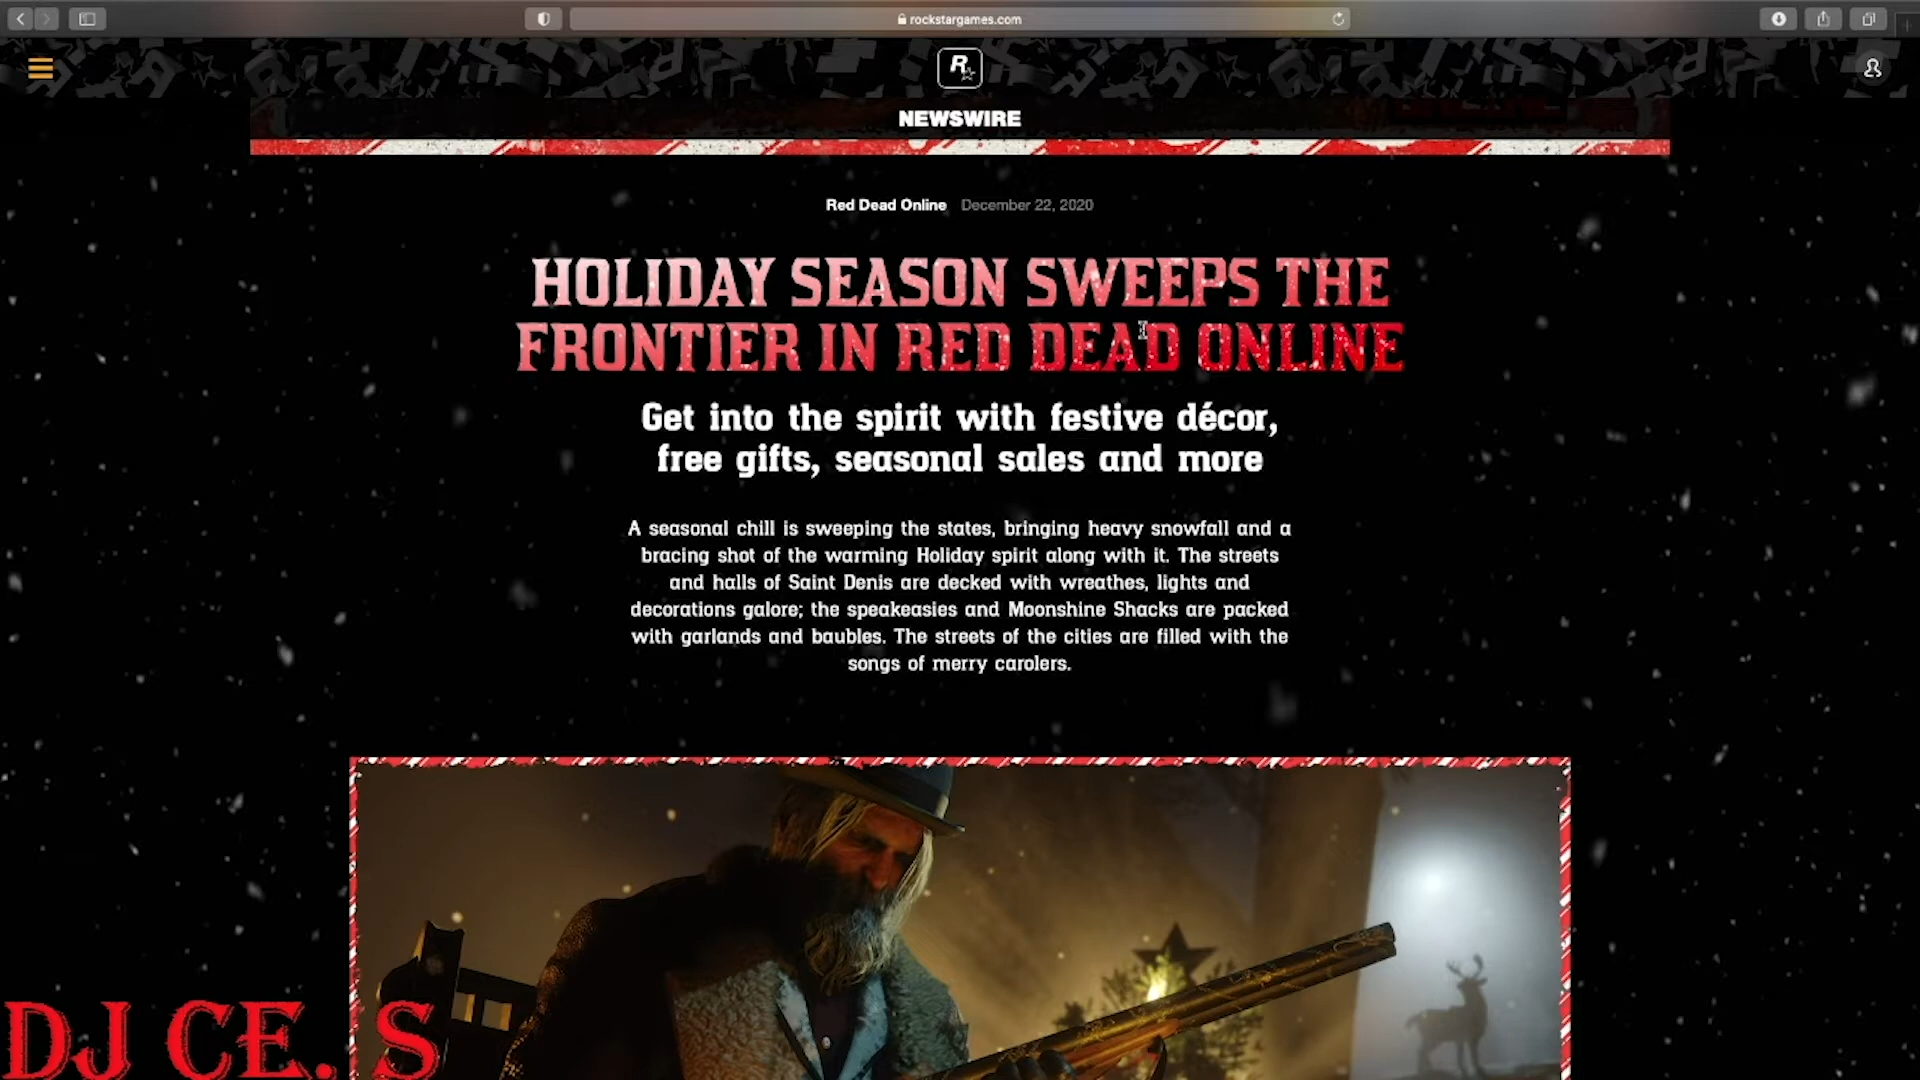 rockstargames.com
R
NEWSWIRE
Red Dead Online December 22, 2020
HOLIDAY SEASON SWEEPS THE
FRONTIER IN RED DEAD ONLINE
Get into the spirit with festive décor,
free gifts, seasonal sales and more
A seasonal chill is sweeping the states, bringing heavy snowfall and a
bracing shot of the warming Holiday spirit along with it. The streets
and halls of Saint Denis are decked with wreathes, lights and
decorations galore; the speakeasies and Moonshine Shacks are packed
with garlands and baubles. The streets of the cities are filled with the
songs of merry carolers.
DJ CE. S